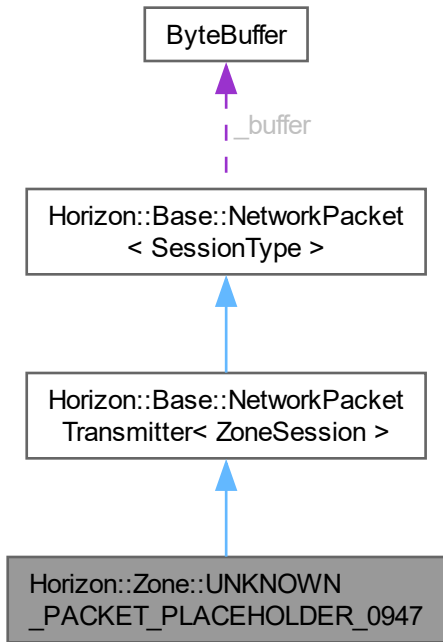 ByteBuffer
_buffer
Horizon::Base::NetworkPacket
< SessionType >
Horizon::Base::NetworkPacket
Transmitter< ZoneSession >
Horizon::Zone::UNKNOWN
_PACKET_PLACEHOLDER_0947